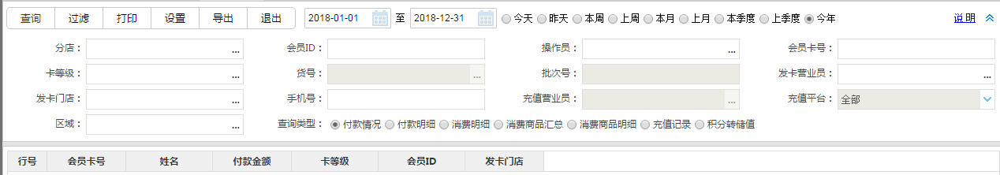 查询 过滤 打印 设置 导出 退出 2018-01-01 至 2018-12-31 今天 昨天 本周 上周 本月 上月 本季度 上季度 今年 说明
分店： ... 会员ID： 操作员： ... 会员卡号：
卡等级： ... 货号： ... 批次号： 发卡营业员： ...
发卡门店： ... 手机号： 充值营业员： ... 充值平台： 全部
区域： ... 查询类型： 付款情况 付款明细 消费明细 消费商品汇总 消费商品明细 充值记录 积分转储值
行号 会员卡号 姓名 付款金额 卡等级 会员ID 发卡门店